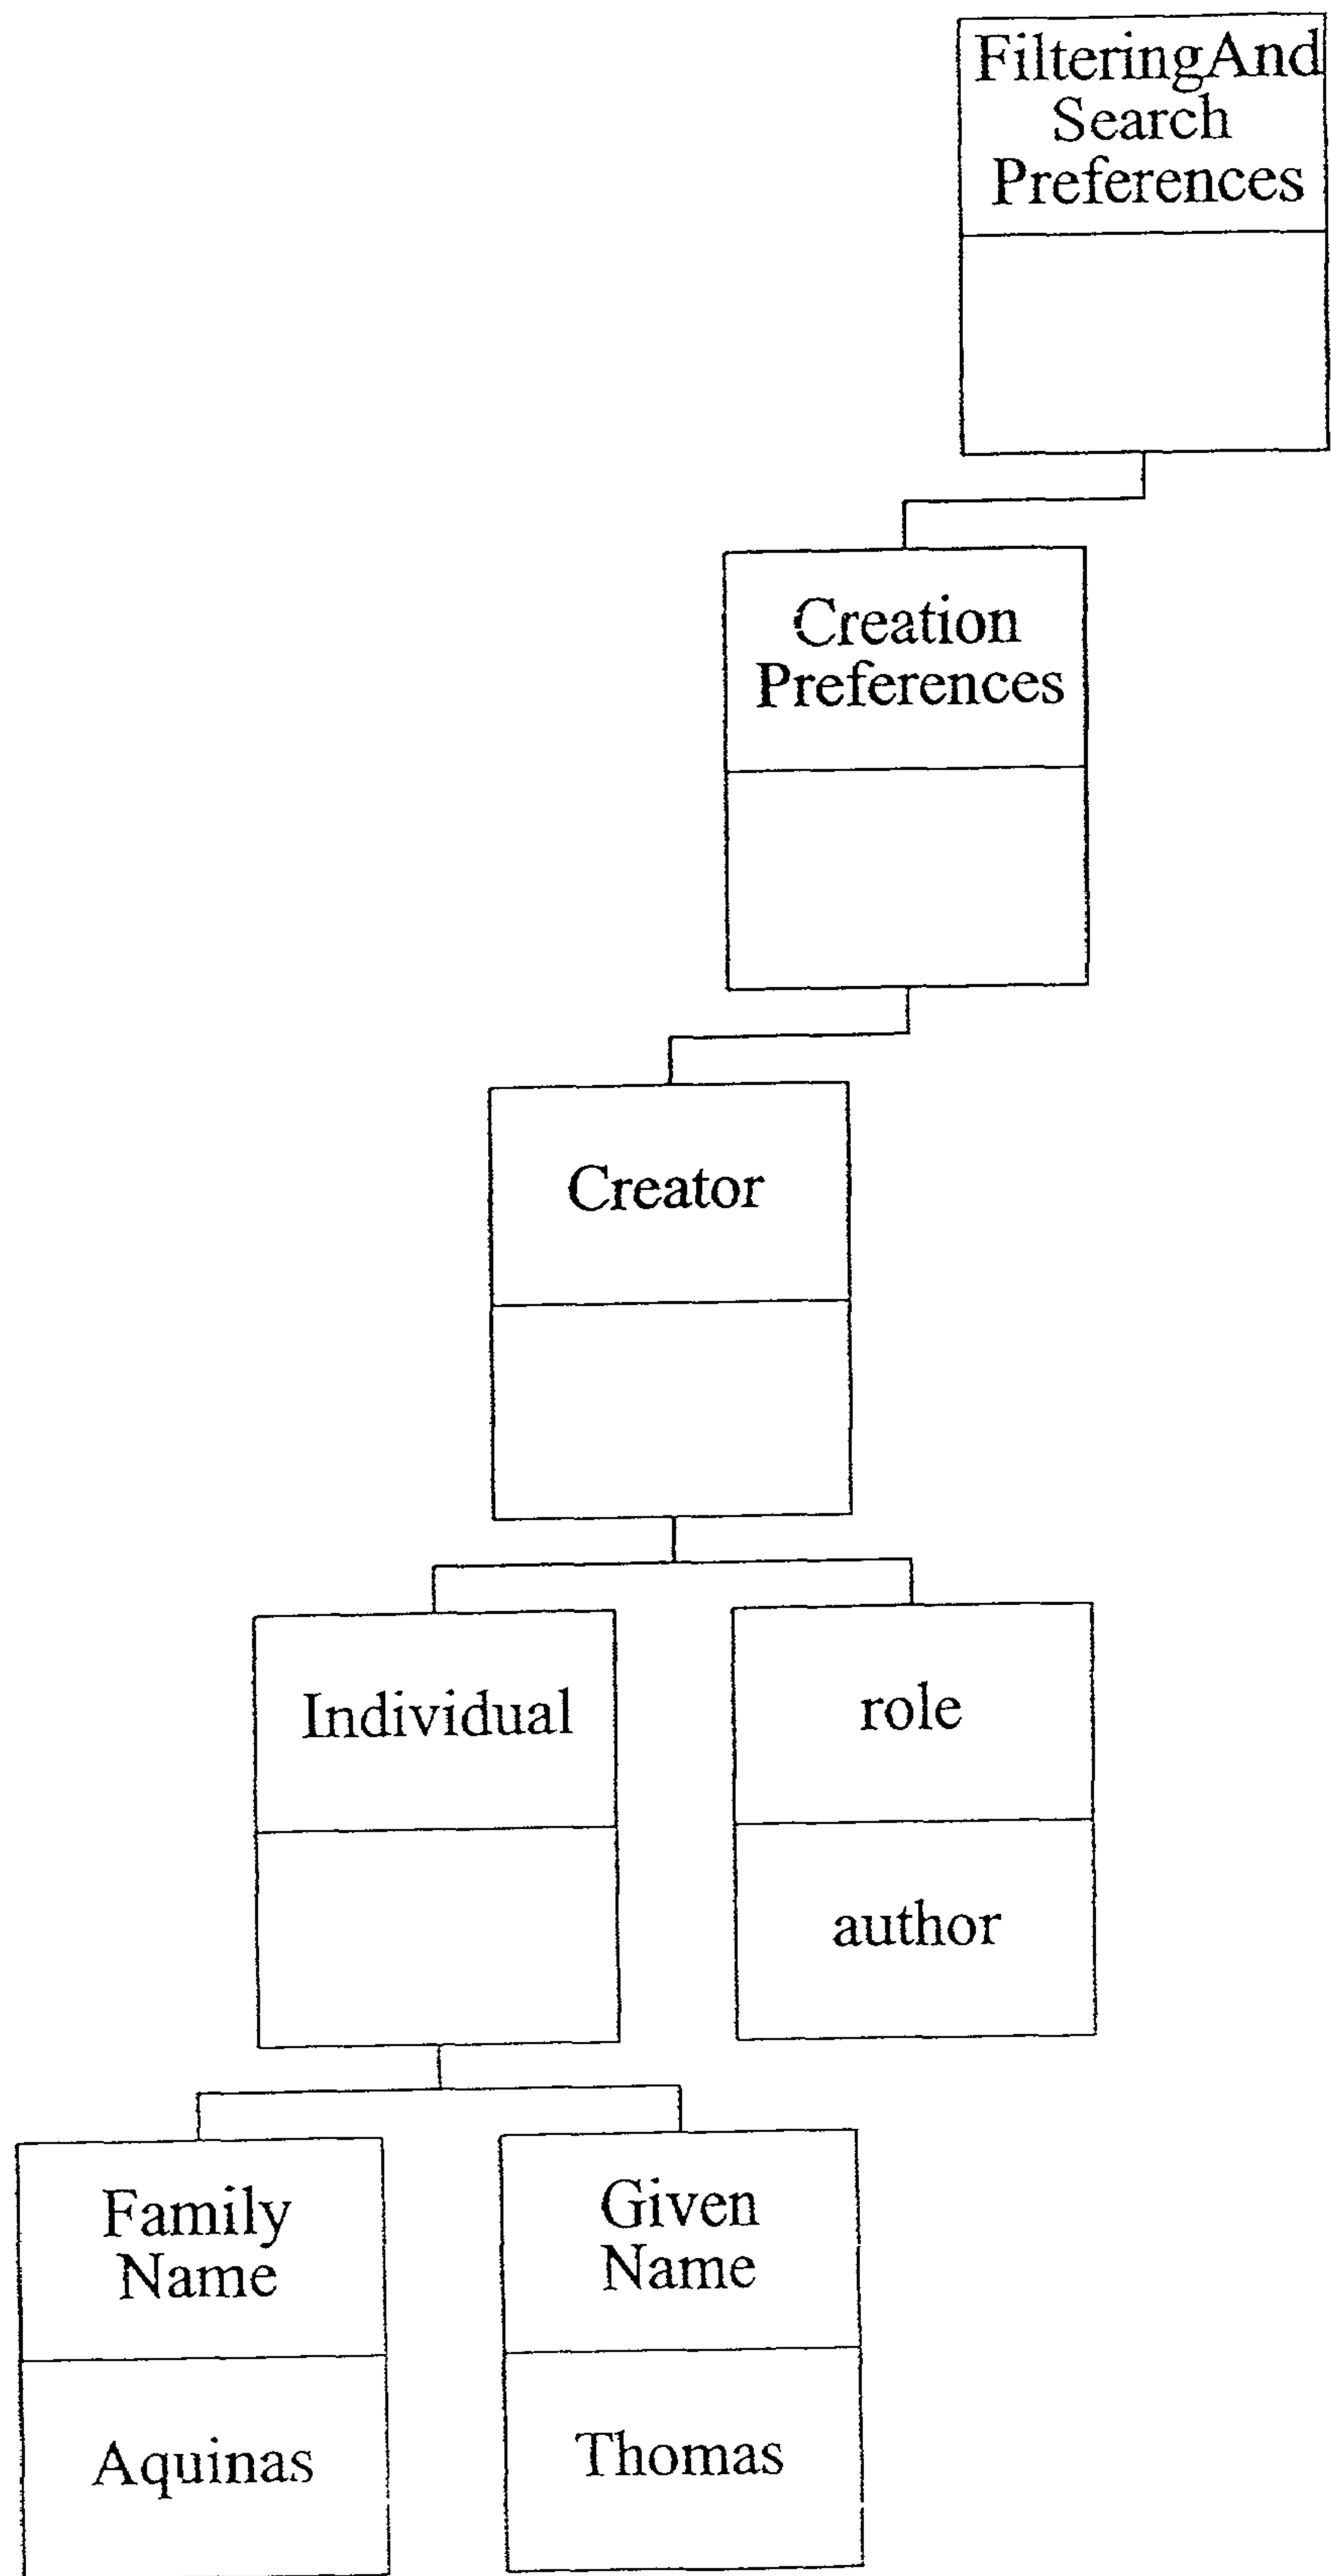 FilteringAnd
Search
Preferences
Creation
Preferences
Creator
Individual
role
author
Family
Name
Given
Name
Aquinas
Thomas